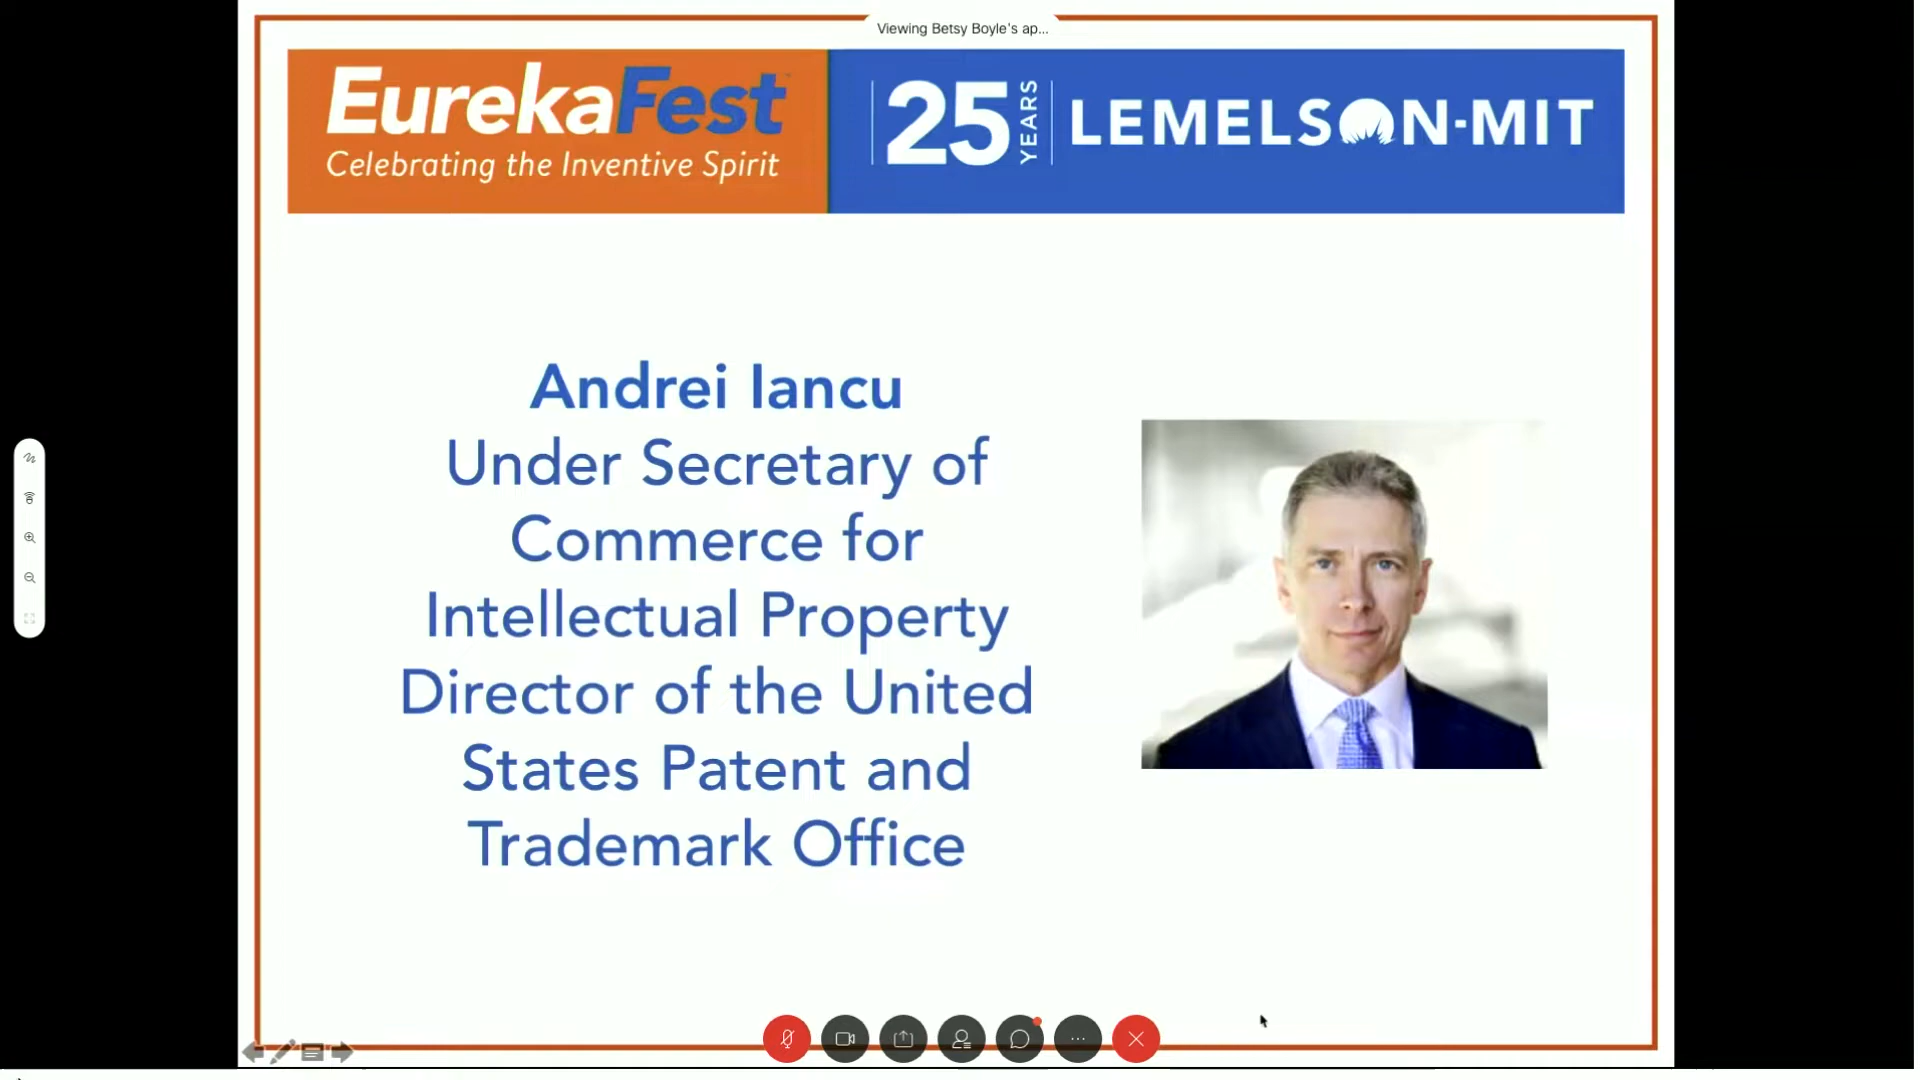 Viewing Betsy Boyle's ap...
EurekaFest™
Celebrating the Inventive Spirit
25 YEARS
LEMELSON-MIT
Andrei Iancu
Under Secretary of
Commerce for
Intellectual Property
Director of the United
States Patent and
Trademark Office